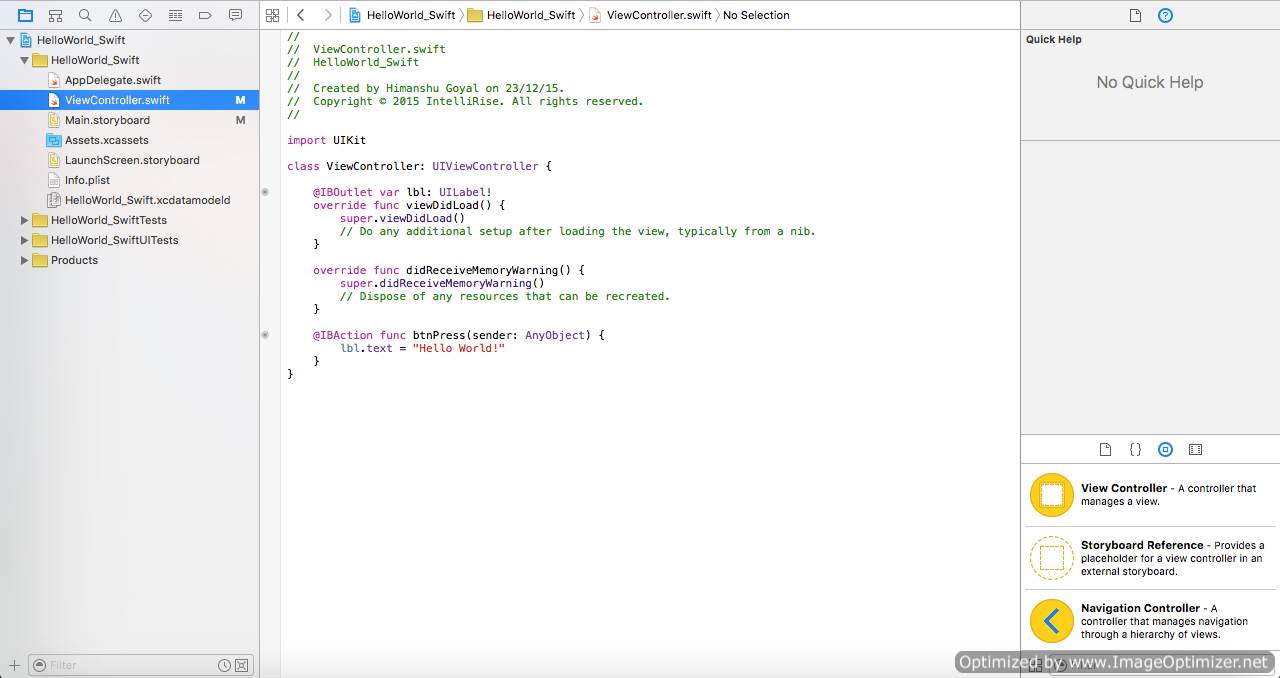 HelloWorld_Swift
HelloWorld_Swift
AppDelegate.swift
ViewController.swift M
Main.storyboard M
Assets.xcassets
LaunchScreen.storyboard
Info.plist
HelloWorld_Swift.xcdatamodeld
HelloWorld_SwiftTests
HelloWorld_SwiftUITests
Products
Filter
HelloWorld_Swift HelloWorld_Swift ViewController.swift No Selection
//
//  ViewController.swift
//  HelloWorld_Swift
//
//  Created by Himanshu Goyal on 23/12/15.
//  Copyright © 2015 IntelliRise. All rights reserved.
//
import UIKit
class ViewController: UIViewController {
    @IBOutlet var lbl: UILabel!
    override func viewDidLoad() {
        super.viewDidLoad()
        // Do any additional setup after loading the view, typically from a nib.
    }
    override func didReceiveMemoryWarning() {
        super.didReceiveMemoryWarning()
        // Dispose of any resources that can be recreated.
    }
    @IBAction func btnPress(sender: AnyObject) {
        lbl.text = "Hello World!"
    }
}
Quick Help
No Quick Help
{}
View Controller - A controller that
manages a view.
Storyboard Reference - Provides a
placeholder for a view controller in an
external storyboard.
Navigation Controller - A
controller that manages navigation
through a hierarchy of views.
Optimized by www.ImageOptimizer.net